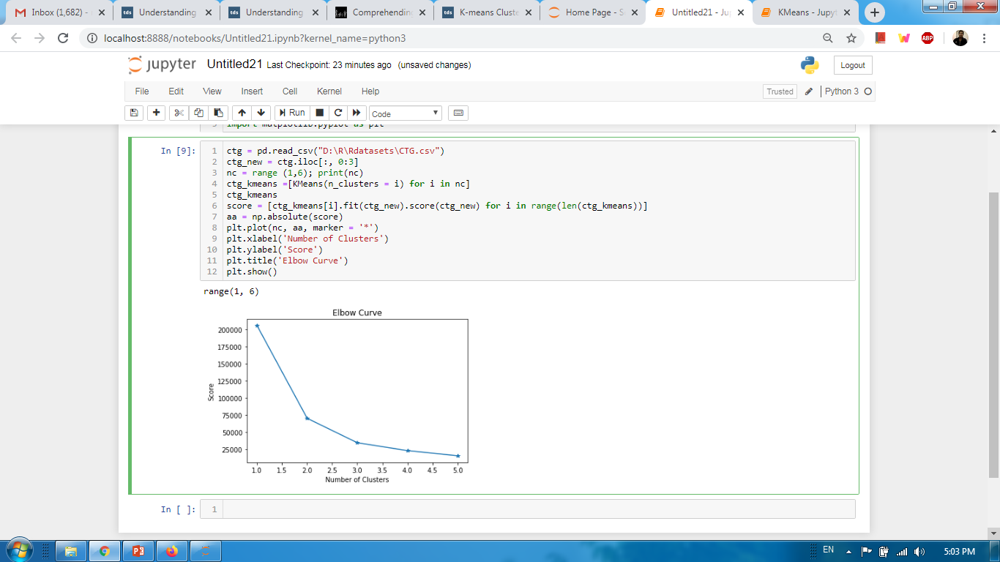 Inbox (1,682) -
Understanding
Understanding
Comprehending
K-means Cluste
Home Page - S
Untitled21 - Jup
KMeans - Jupyt
localhost:8888/notebooks/Untitled21.ipynb?kernel_name=python3
jupyter Untitled21 Last Checkpoint: 23 minutes ago (unsaved changes)
Logout
File Edit View Insert Cell Kernel Help
Trusted Python 3
Run Code
import matplotlib.pyplot as plt
In [9]:
1 ctg = pd.read_csv("D:\R\Rdatasets\CTG.csv")
2 ctg_new = ctg.iloc[:, 0:3]
3 nc = range (1,6); print(nc)
4 ctg_kmeans =[KMeans(n_clusters = i) for i in nc]
5 ctg_kmeans
6 score = [ctg_kmeans[i].fit(ctg_new).score(ctg_new) for i in range(len(ctg_kmeans))]
7 aa = np.absolute(score)
8 plt.plot(nc, aa, marker = '*')
9 plt.xlabel('Number of Clusters')
10 plt.ylabel('Score')
11 plt.title('Elbow Curve')
12 plt.show()
range(1, 6)
Elbow Curve
200000
175000
150000
125000
100000
75000
50000
25000
Score
1.0 1.5 2.0 2.5 3.0 3.5 4.0 4.5 5.0
Number of Clusters
In [ ]: 1
EN 5:03 PM